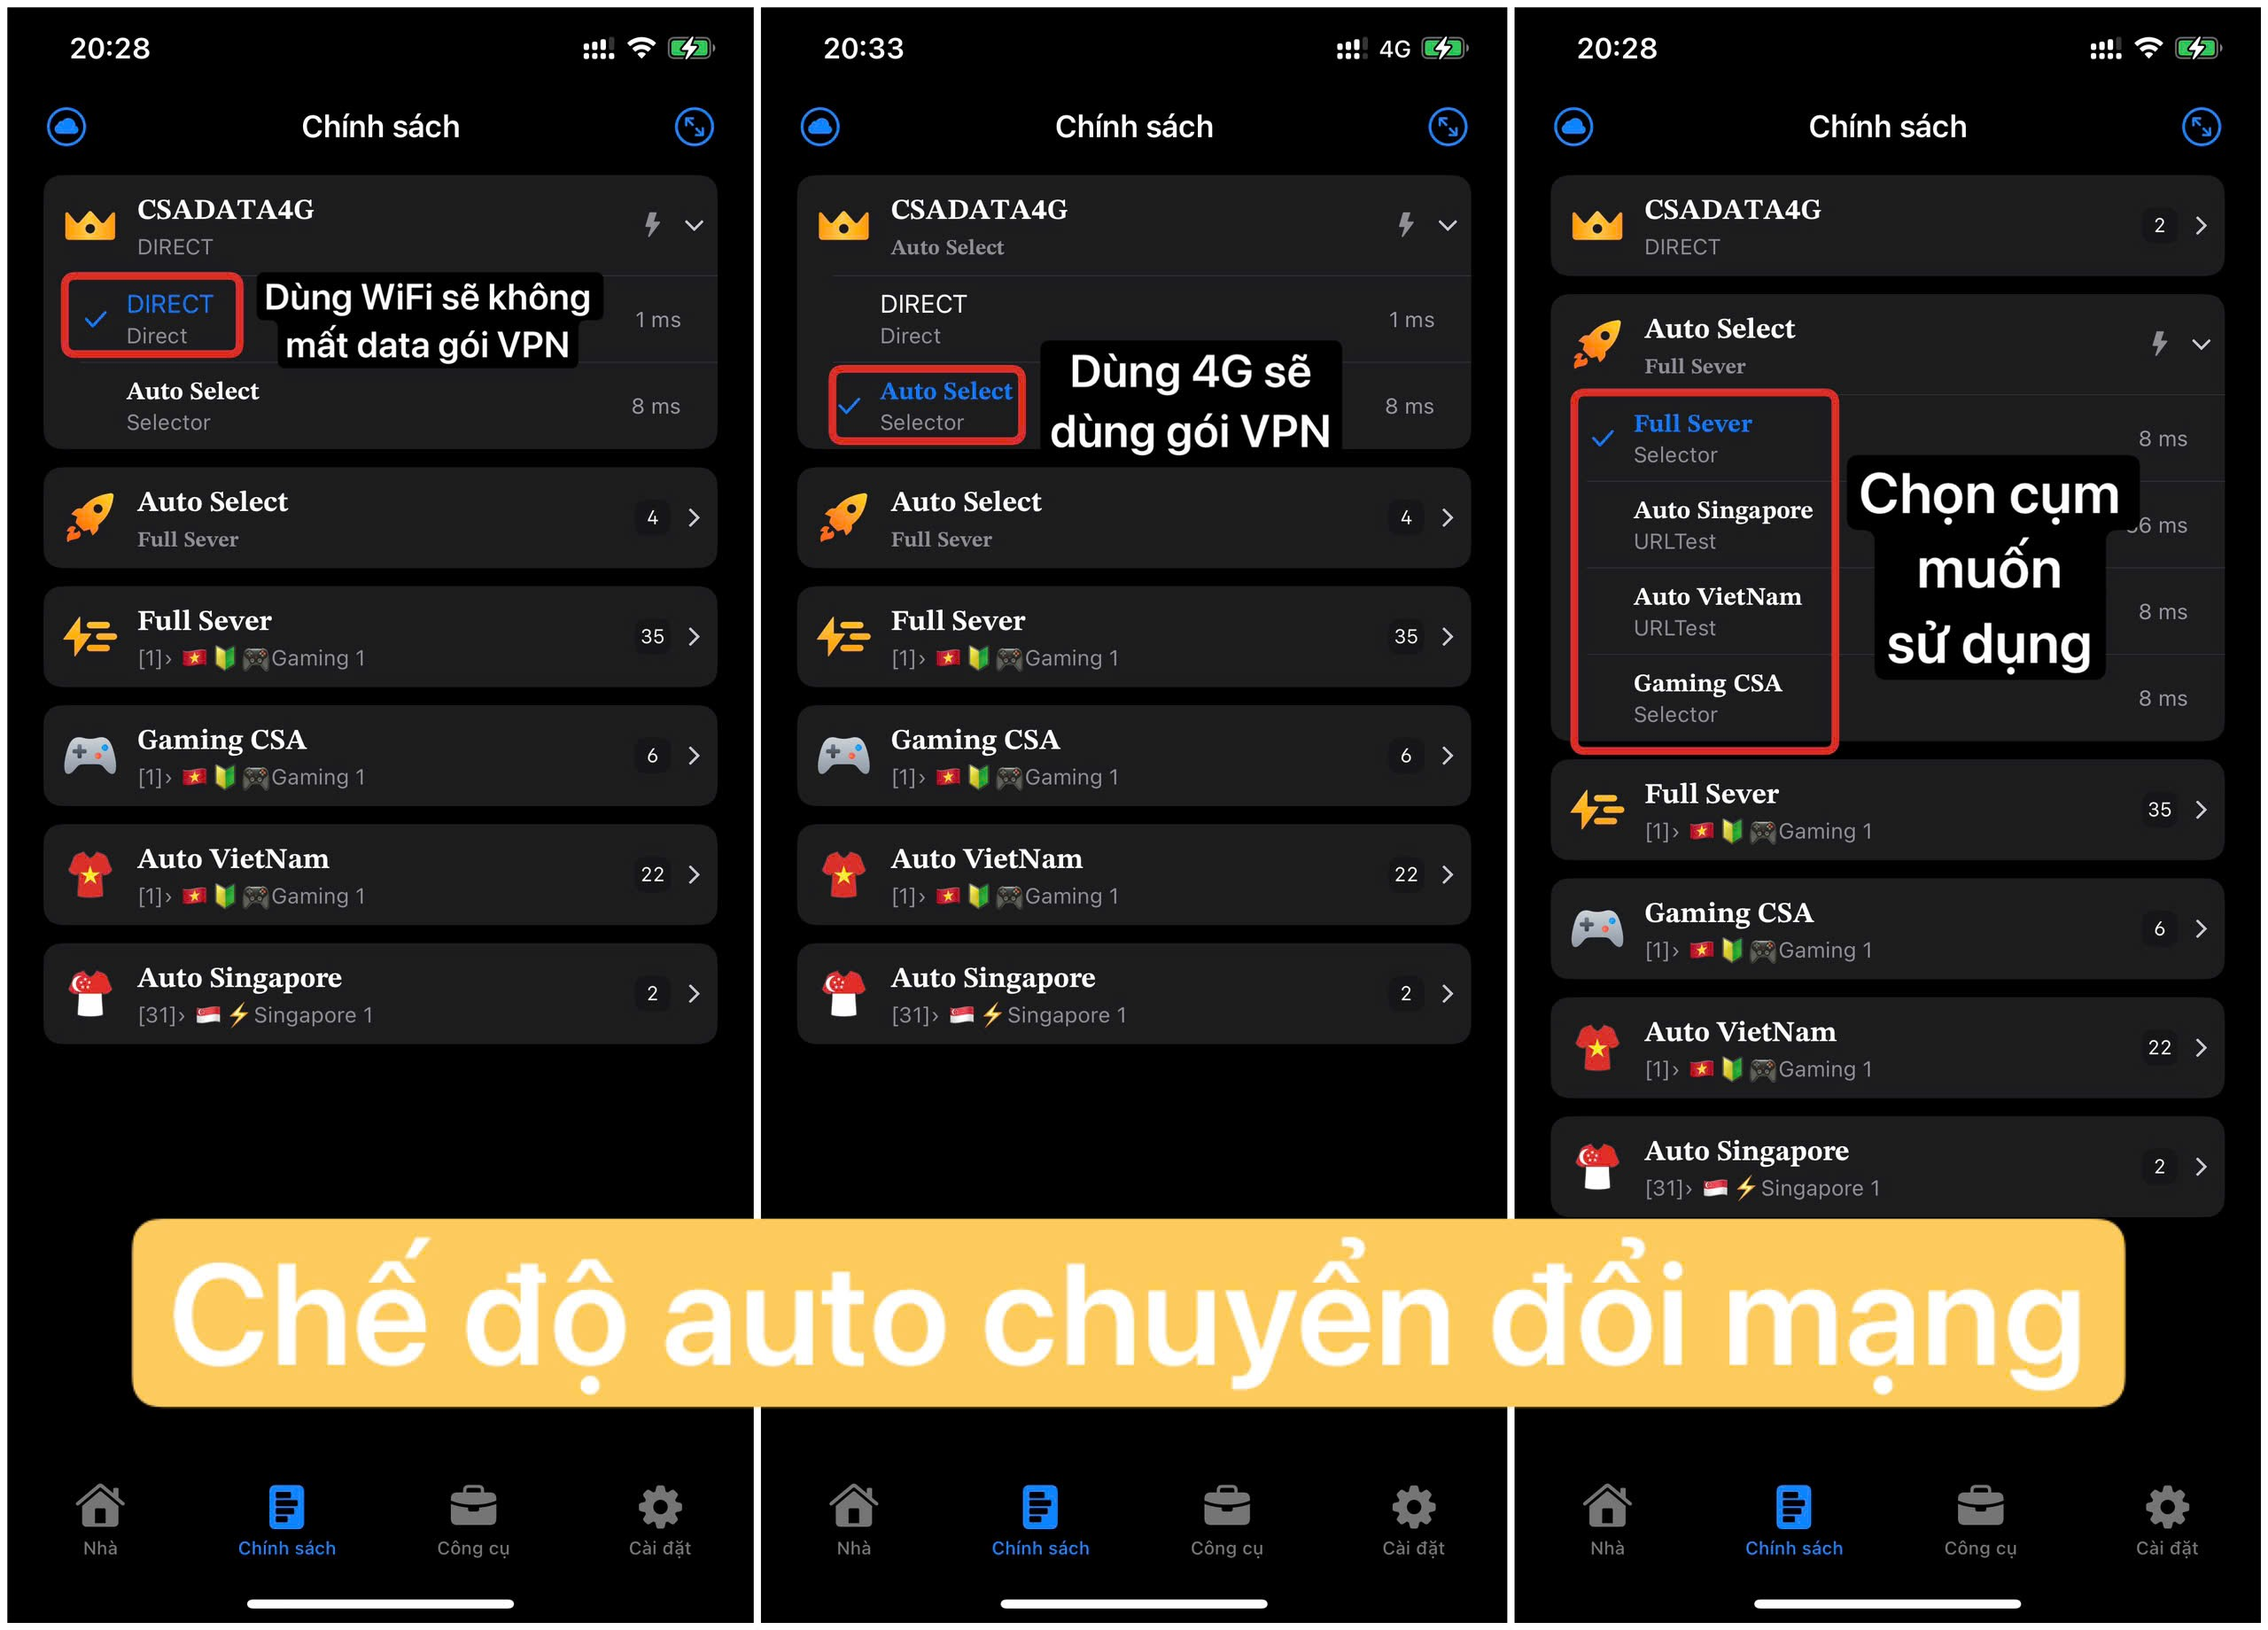 20:28
Chính sách
CSADATA4G
DIRECT
DIRECT
Direct
1 ms
Dùng WiFi sẽ không
mất data gói VPN
Auto Select
Selector
8 ms
Auto Select
Full Sever
4
Full Sever
[1]› 🇻🇳🔰🎮Gaming 1
35
Gaming CSA
[1]› 🇻🇳🔰🎮Gaming 1
6
Auto VietNam
[1]› 🇻🇳🔰🎮Gaming 1
22
Auto Singapore
[31]› 🇸🇬⚡Singapore 1
2
Nhà
Chính sách
Công cụ
Cài đặt
20:33
4G
Chính sách
CSADATA4G
Auto Select
DIRECT
Direct
1 ms
Auto Select
Selector
8 ms
Dùng 4G sẽ
dùng gói VPN
Auto Select
Full Sever
4
Full Sever
[1]› 🇻🇳🔰🎮Gaming 1
35
Gaming CSA
[1]› 🇻🇳🔰🎮Gaming 1
6
Auto VietNam
[1]› 🇻🇳🔰🎮Gaming 1
22
Auto Singapore
[31]› 🇸🇬⚡Singapore 1
2
Nhà
Chính sách
Công cụ
Cài đặt
20:28
Chính sách
CSADATA4G
DIRECT
2
Auto Select
Full Sever
Full Sever
Selector
8 ms
Auto Singapore
URLTest
ms
Auto VietNam
URLTest
8 ms
Gaming CSA
Selector
8 ms
Chọn cụm
muốn
sử dụng
Full Sever
[1]› 🇻🇳🔰🎮Gaming 1
35
Gaming CSA
[1]› 🇻🇳🔰🎮Gaming 1
6
Auto VietNam
[1]› 🇻🇳🔰🎮Gaming 1
22
Auto Singapore
[31]› 🇸🇬⚡Singapore 1
2
Nhà
Chính sách
Công cụ
Cài đặt
Chế độ auto chuyển đổi mạng